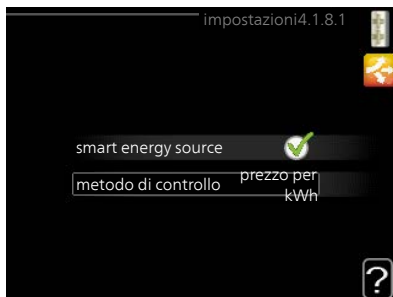 impostazioni4.1.8.1
smart energy source
metodo di controllo prezzo per
kWh
?